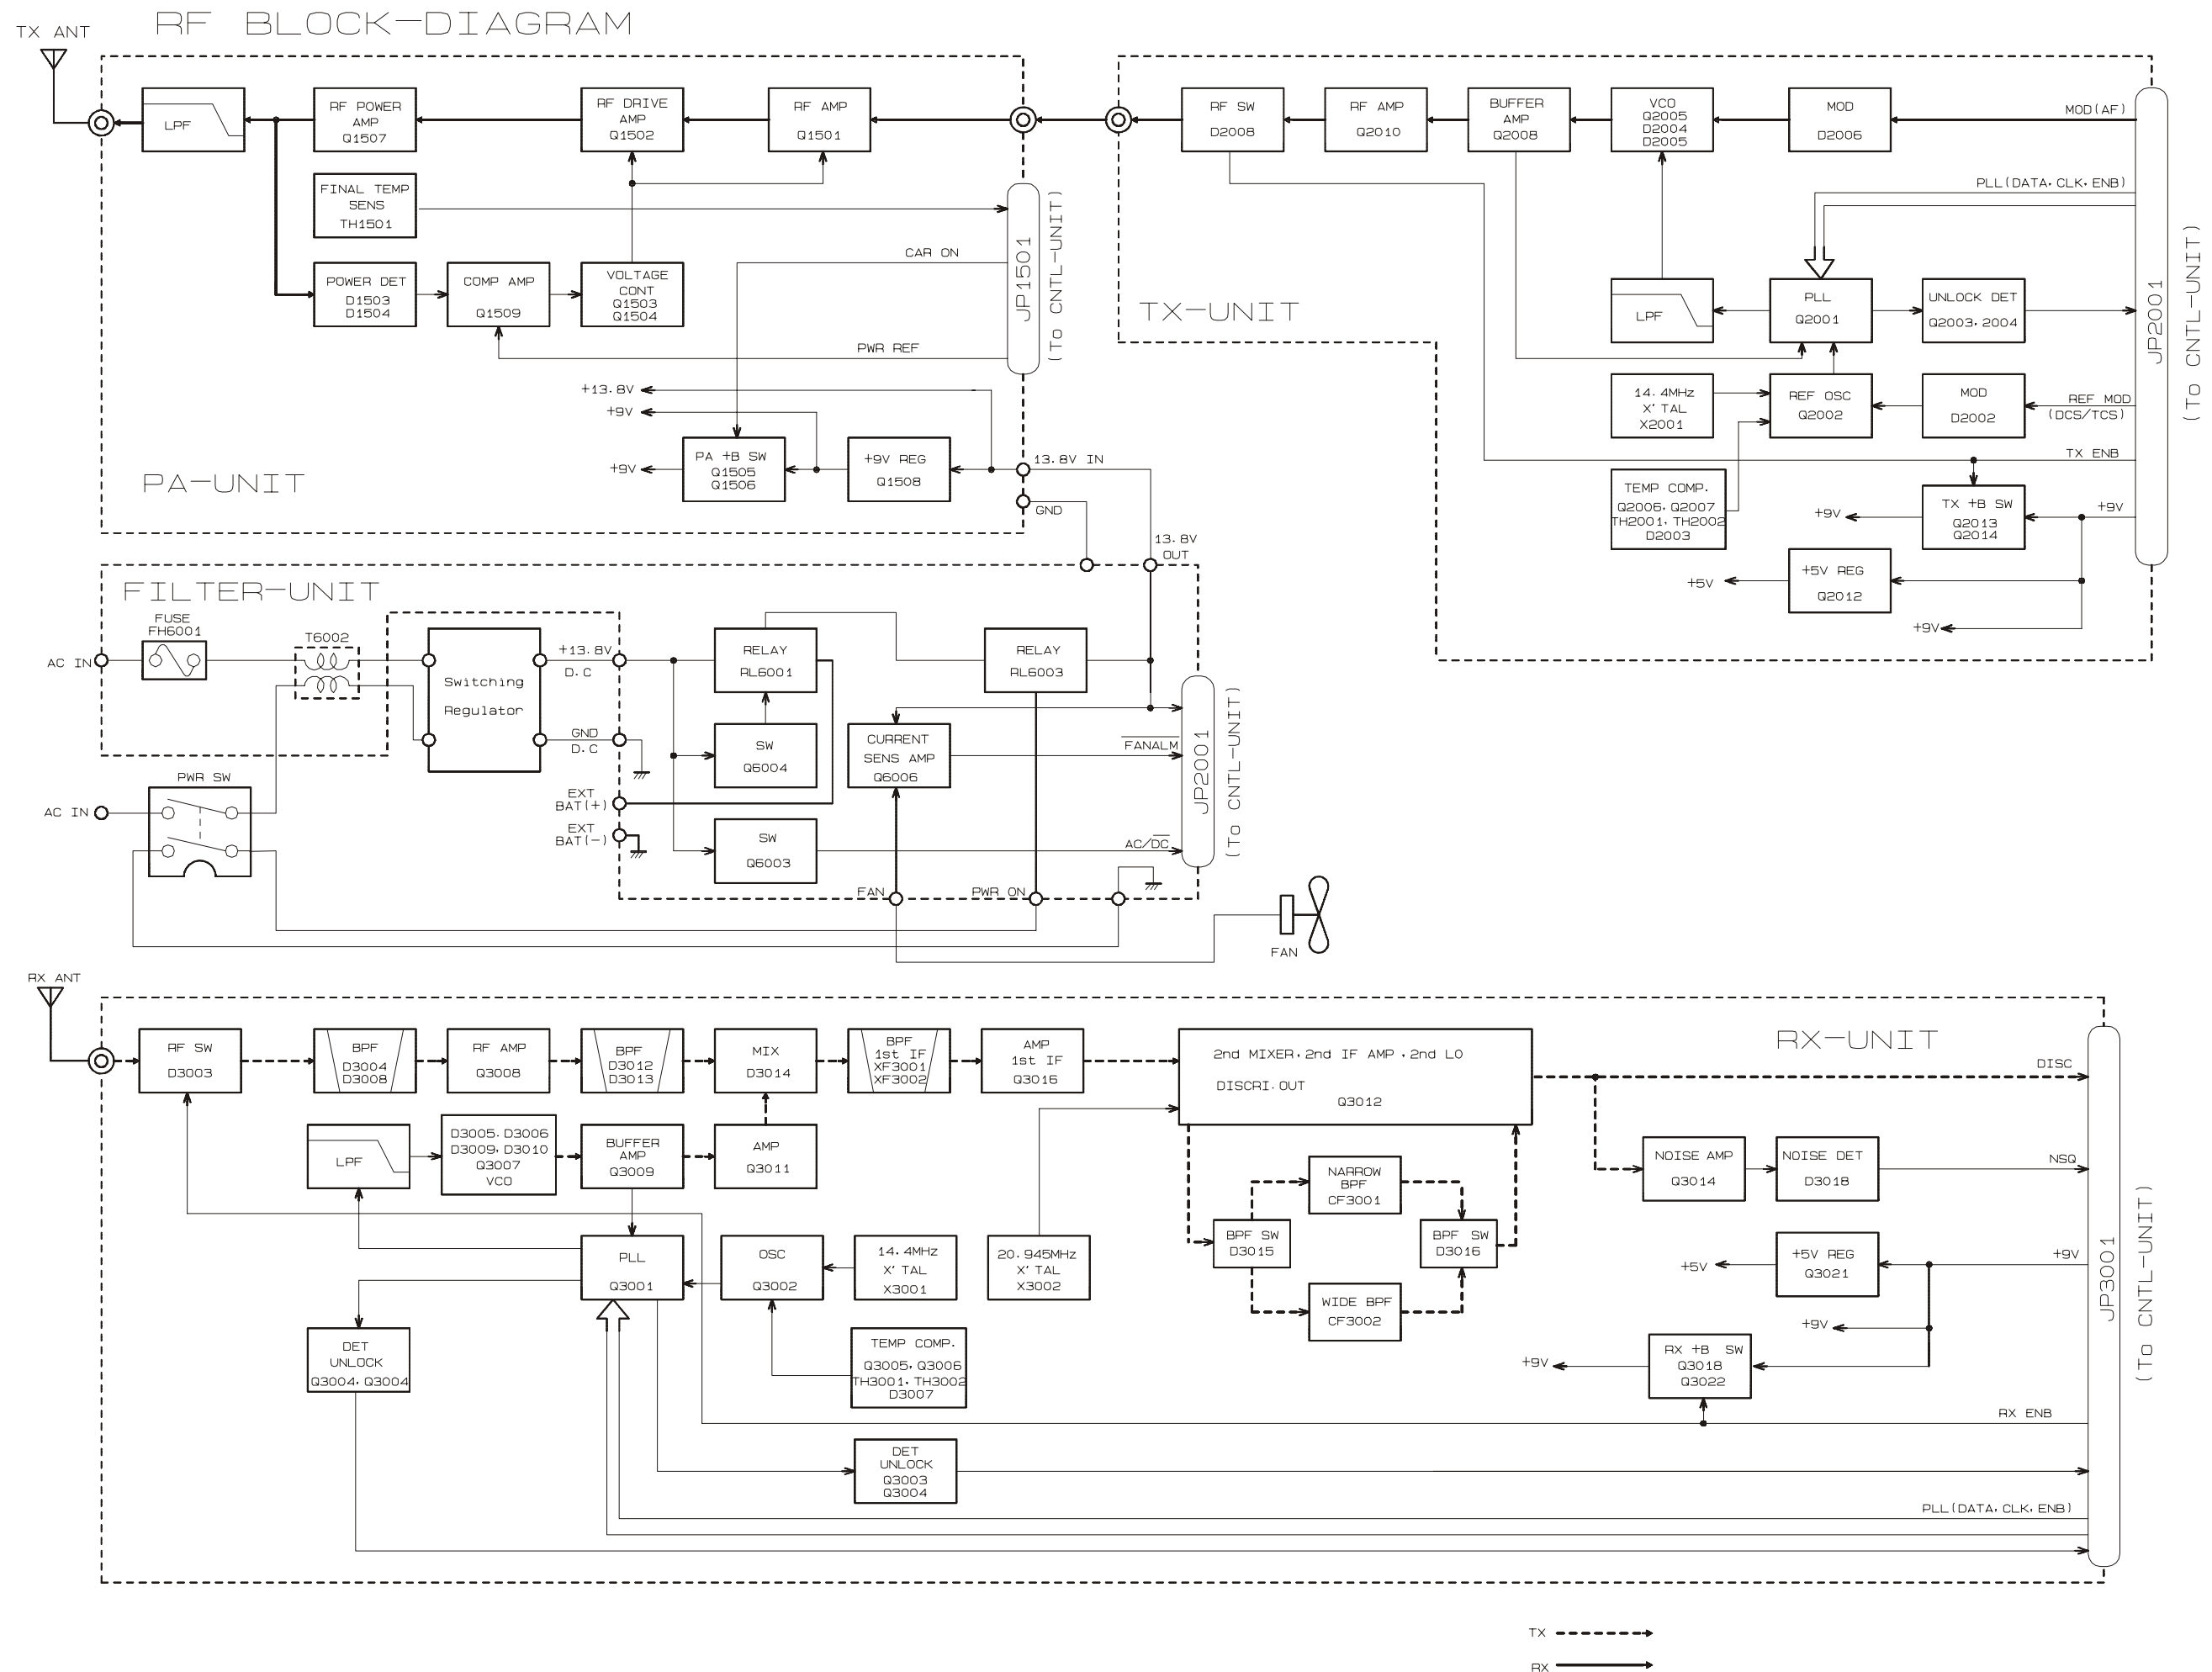 RF BLOCK-DIAGRAM
TX ANT
LPF
RF POWER
AMP
Q1507
RF DRIVE
AMP
Q1502
RF AMP
Q1501
FINAL TEMP
SENS
TH1501
POWER DET
D1503
D1504
COMP AMP
Q1509
VOLTAGE
CONT
Q1503
Q1504
CAR ON
PWR REF
JP1501
(To CNTL-UNIT)
+13.8V
+9V
+9V
PA +B SW
Q1505
Q1506
+9V REG
Q1508
13.8V IN
GND
PA-UNIT
RF SW
D2008
RF AMP
Q2010
BUFFER
AMP
Q2008
VCO
Q2005
D2004
D2005
MOD
D2006
MOD(AF)
PLL(DATA, CLK, ENB)
TX-UNIT
LPF
PLL
Q2001
UNLOCK DET
Q2003, 2004
14.4MHz
X'TAL
X2001
REF OSC
Q2002
MOD
D2002
REF MOD
(DCS/TCS)
TX ENB
TEMP COMP.
Q2006, Q2007
TH2001, TH2002
D2003
+9V
TX +B SW
Q2013
Q2014
+9V
+5V
+5V REG
Q2012
+9V
JP2001
(To CNTL-UNIT)
13.8V
OUT
FILTER-UNIT
FUSE
FH6001
T6002
AC IN
Switching
Regulator
+13.8V
D.C
GND
D.C
RELAY
RL6001
RELAY
RL6003
SW
Q6004
CURRENT
SENS AMP
Q6006
FANALM
EXT
BAT(+)
EXT
BAT(-)
SW
Q6003
AC/DC
JP2001
(To CNTL-UNIT)
PWR SW
AC IN
FAN
PWR ON
FAN
RX ANT
RX-UNIT
RF SW
D3003
BPF
D3004
D3008
RF AMP
Q3008
BPF
D3012
D3013
MIX
D3014
BPF
1st IF
XF3001
XF3002
AMP
1st IF
Q3015
2nd MIXER, 2nd IF AMP, 2nd LO
DISCRI.OUT
Q3012
DISC
LPF
D3005, D3006
D3009, D3010
Q3007
VCO
BUFFER
AMP
Q3009
AMP
Q3011
NARROW
BPF
CF3001
BPF SW
D3015
BPF SW
D3016
WIDE BPF
CF3002
NOISE AMP
Q3014
NOISE DET
D3018
NSQ
PLL
Q3001
OSC
Q3002
14.4MHz
X'TAL
X3001
20.945MHz
X'TAL
X3002
+5V
+5V REG
Q3021
+9V
+9V
DET
UNLOCK
Q3004, Q3004
TEMP COMP.
Q3005, Q3006
TH3001, TH3002
D3007
+9V
RX +B SW
Q3018
Q3022
RX ENB
DET
UNLOCK
Q3003
Q3004
PLL(DATA, CLK, ENB)
JP3001
(To CNTL-UNIT)
TX
RX